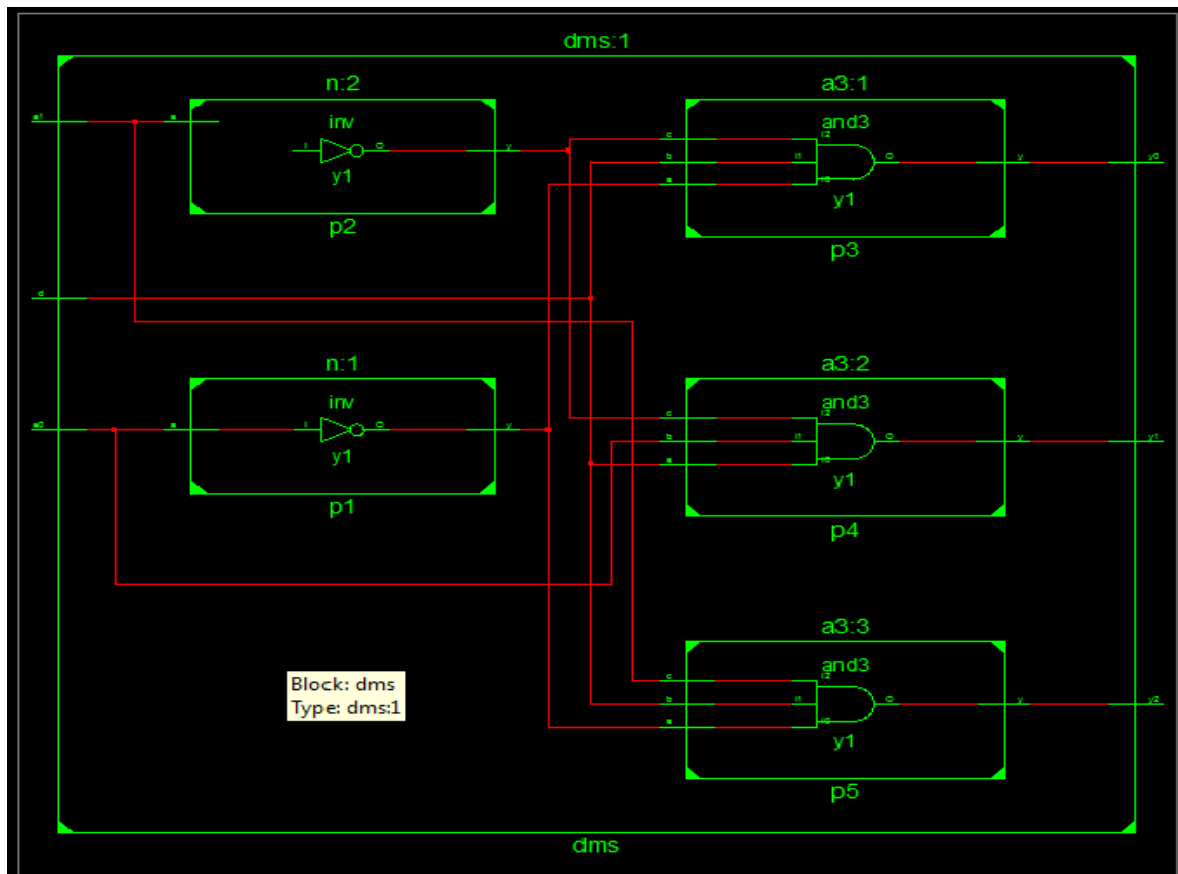 dms:1
n:2
a3:1
inv
and3
y1
y1
p2
p3
n:1
a3:2
inv
and3
y1
y1
p1
p4
a3:3
and3
Block: dms
Type: dms:1
y1
p5
dms